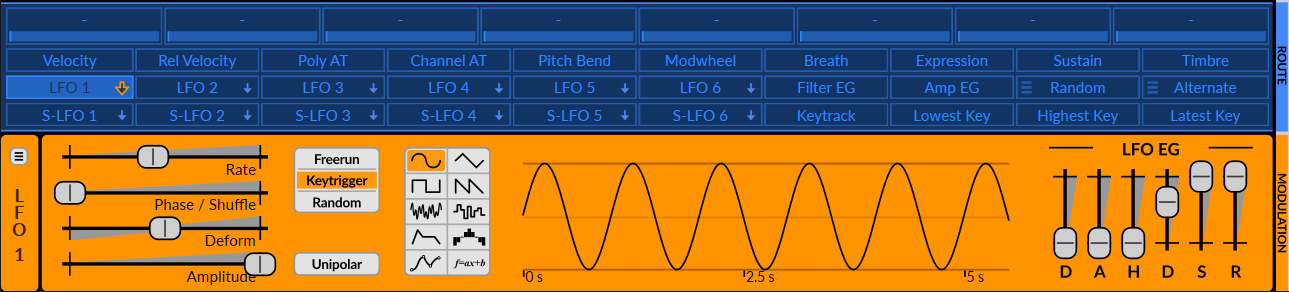 - - - - - - - -
Velocity Rel Velocity Poly AT Channel AT Pitch Bend Modwheel Breath Expression Sustain Timbre
LFO 1 LFO 2 LFO 3 LFO 4 LFO 5 LFO 6 Filter EG Amp EG Random Alternate
S-LFO 1 S-LFO 2 S-LFO 3 S-LFO 4 S-LFO 5 S-LFO 6 Keytrack Lowest Key Highest Key Latest Key
ROUTE
LFO 1
Rate
Phase / Shuffle
Deform
Amplitude
Freerun
Keytrigger
Random
Unipolar
f=ax+b
0 s 2.5 s 5 s
LFO EG
D A H D S R
MODULATION